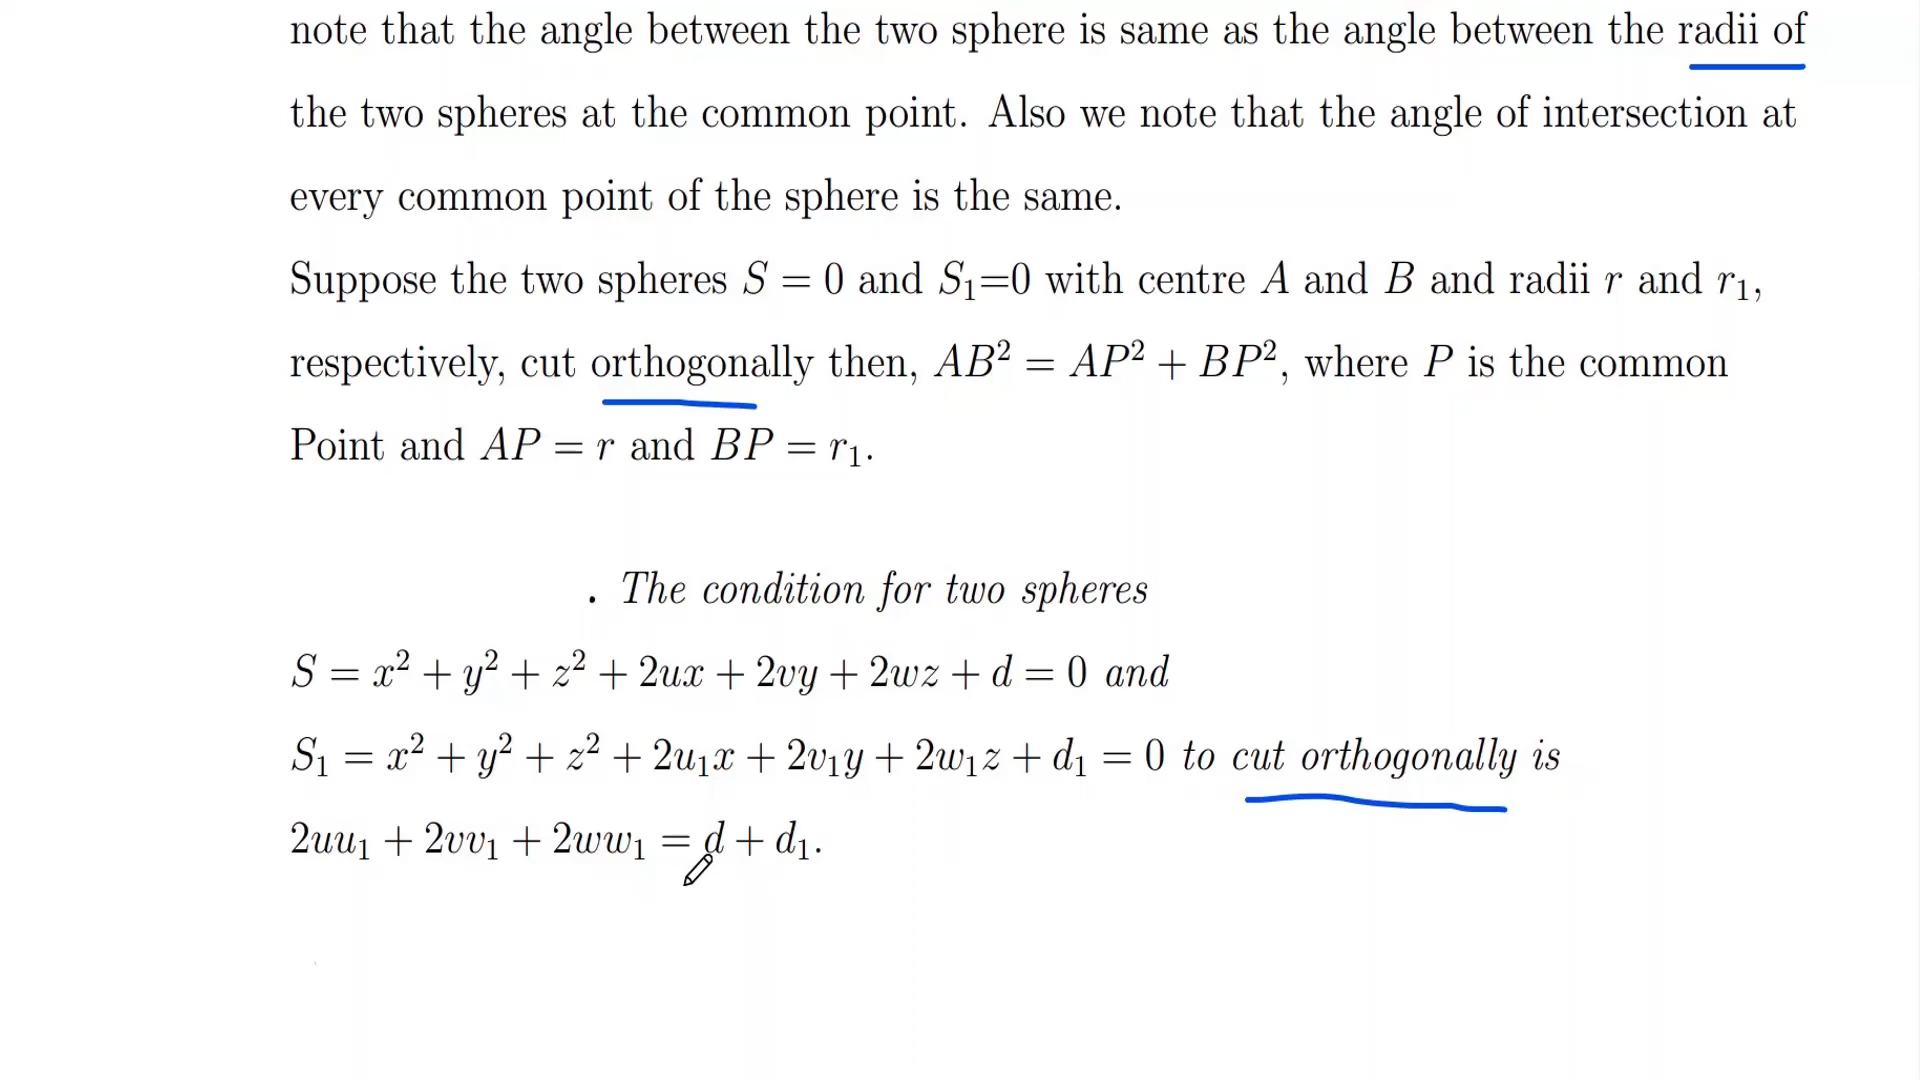 note that the angle between the two sphere is same as the angle between the radii of
the two spheres at the common point. Also we note that the angle of intersection at
every common point of the sphere is the same.
Suppose the two spheres S = 0 and S₁=0 with centre A and B and radii r and r₁,
respectively, cut orthogonally then, AB² = AP² + BP², where P is the common
Point and AP = r and BP = r₁.
. The condition for two spheres
S = x² + y² + z² + 2ux + 2vy + 2wz + d = 0 and
S₁ = x² + y² + z² + 2u₁x + 2v₁y + 2w₁z + d₁ = 0 to cut orthogonally is
2uu₁ + 2vv₁ + 2ww₁ = d + d₁.